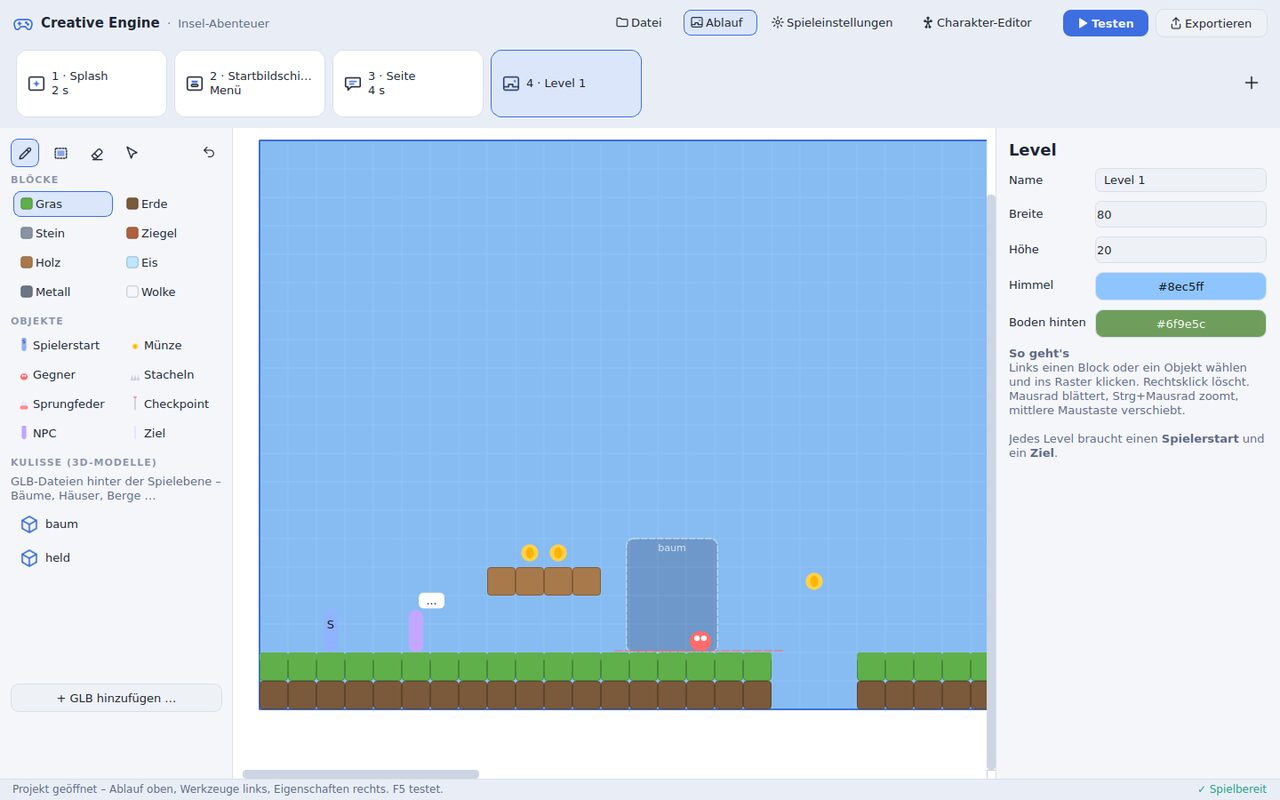 Creative Engine · Insel-Abenteuer
Datei
Ablauf
Spieleinstellungen
Charakter-Editor
Testen
Exportieren
1 · Splash
2 s
2 · Startbildschi…
Menü
3 · Seite
4 s
4 · Level 1
BLÖCKE
Gras
Erde
Stein
Ziegel
Holz
Eis
Metall
Wolke
OBJEKTE
Spielerstart
Münze
Gegner
Stacheln
Sprungfeder
Checkpoint
NPC
Ziel
KULISSE (3D-MODELLE)
GLB-Dateien hinter der Spielebene –
Bäume, Häuser, Berge …
baum
held
+ GLB hinzufügen …
S
…
baum
Level
Name
Level 1
Breite
80
Höhe
20
Himmel
#8ec5ff
Boden hinten
#6f9e5c
So geht's
Links einen Block oder ein Objekt wählen
und ins Raster klicken. Rechtsklick löscht.
Mausrad blättert, Strg+Mausrad zoomt,
mittlere Maustaste verschiebt.
Jedes Level braucht einen Spielerstart und
ein Ziel.
Projekt geöffnet – Ablauf oben, Werkzeuge links, Eigenschaften rechts. F5 testet.
✓ Spielbereit